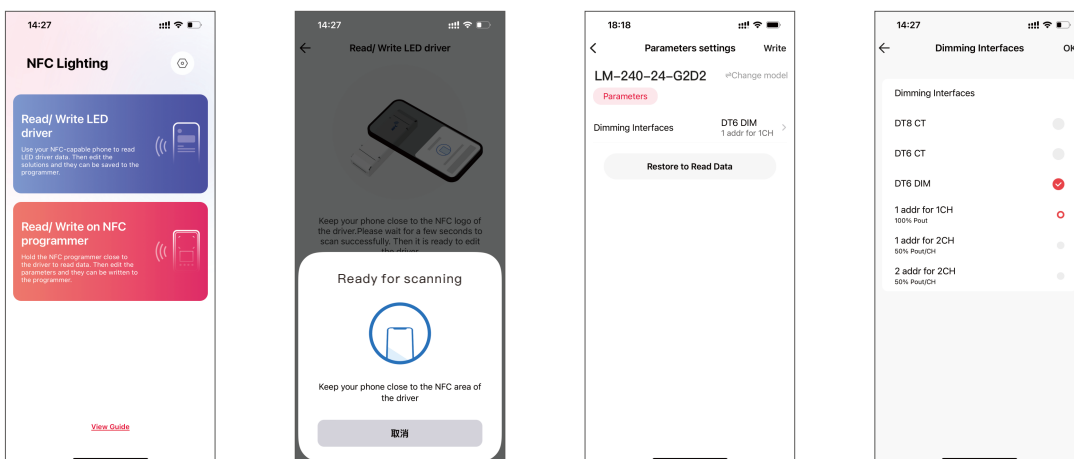 14:27
NFC Lighting
Read/ Write LED
driver
Use your NFC-capable phone to read
LED driver data. Then edit the
solutions and they can be saved to the
programmer.
Read/ Write on NFC
programmer
Hold the NFC programmer close to
the driver to read data. Then edit the
parameters and they can be written to
the programmer.
View Guide
14:27
Read/ Write LED driver
Keep your phone close to the NFC logo of
the driver.Please wait for a few seconds to
scan successfully. Then it is ready to edit
the driver
Ready for scanning
Keep your phone close to the NFC area of
the driver
取消
18:18
Parameters settings Write
LM-240-24-G2D2 Change model
Parameters
Dimming Interfaces DT6 DIM
1 addr for 1CH
Restore to Read Data
14:27
Dimming Interfaces OK
Dimming Interfaces
DT8 CT
DT6 CT
DT6 DIM
1 addr for 1CH
100% Pout
1 addr for 2CH
50% Pout/CH
2 addr for 2CH
50% Pout/CH